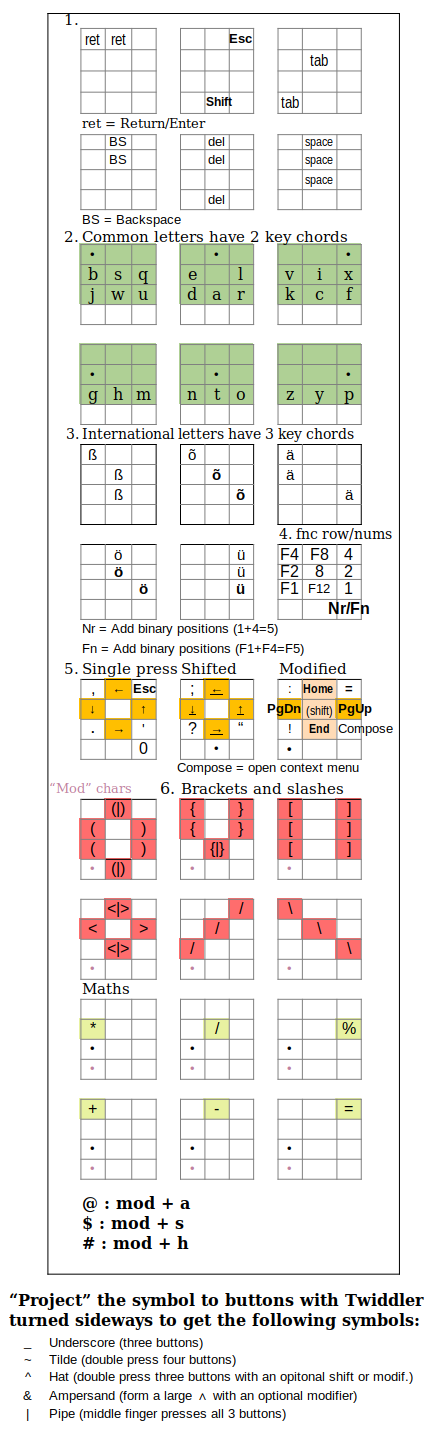 1.
ret ret
Esc
tab
Shift
tab
ret = Return/Enter
BS del space
BS del space
space
del
BS = Backspace
2. Common letters have 2 key chords
• • •
b s q e l v i x
j w u d a r k c f
• • •
g h m n t o z y p
3. International letters have 3 key chords
ß õ ä
ß õ ä
ß õ ä
4. fnc row/nums
ö ü F4 F8 4
ö ü F2 8 2
ö ü F1 F12 1
Nr/Fn
Nr = Add binary positions (1+4=5)
Fn = Add binary positions (F1+F4=F5)
5. Single press Shifted Modified
, ← Esc ; ← : Home =
↓ ↑ ↓ ↑ PgDn (shift) PgUp
. → ' ? → “ ! End Compose
0 • •
Compose = open context menu
“Mod” chars 6. Brackets and slashes
(|) { } [ ]
( ) { } [ ]
( ) {|} [ ]
• (|) • •
<|> / \
< > / \
<|> / \
• • •
Maths
* / %
• • •
• • •
+ - =
• • •
• • •
@ : mod + a
$ : mod + s
# : mod + h
“Project” the symbol to buttons with Twiddler
turned sideways to get the following symbols:
_ Underscore (three buttons)
~ Tilde (double press four buttons)
^ Hat (double press three buttons with an opitonal shift or modif.)
& Ampersand (form a large ∧ with an optional modifier)
| Pipe (middle finger presses all 3 buttons)